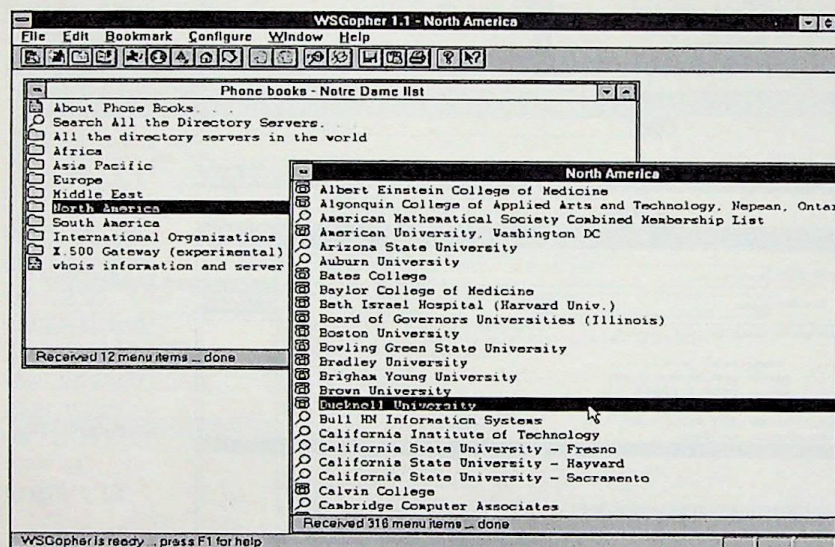 WSGopher 1.1 - North America
File Edit Bookmark Configure Window Help
Phone books - Notre Dame list
About Phone Books. . .
Search All the Directory Servers.
All the directory servers in the world
Africa
Asia Pacific
Europe
Middle East
North America
South America
International Organizations
X.500 Gateway (experimental)
whois information and server
Received 12 menu items ... done
North America
Albert Einstein College of Medicine
Algonquin College of Applied Arts and Technology, Nepean, Ontar
American Mathematical Society Combined Membership List
American University, Washington DC
Arizona State University
Auburn University
Bates College
Baylor College of Medicine
Beth Israel Hospital (Harvard Univ.)
Board of Governors Universities (Illinois)
Boston University
Bowling Green State University
Bradley University
Brigham Young University
Brown University
Bucknell University
Bull HN Information Systems
California Institute of Technology
California State University - Fresno
California State University - Hayward
California State University - Sacramento
Calvin College
Cambridge Computer Associates
Received 316 menu items ... done
WSGopher is ready ... press F1 for help